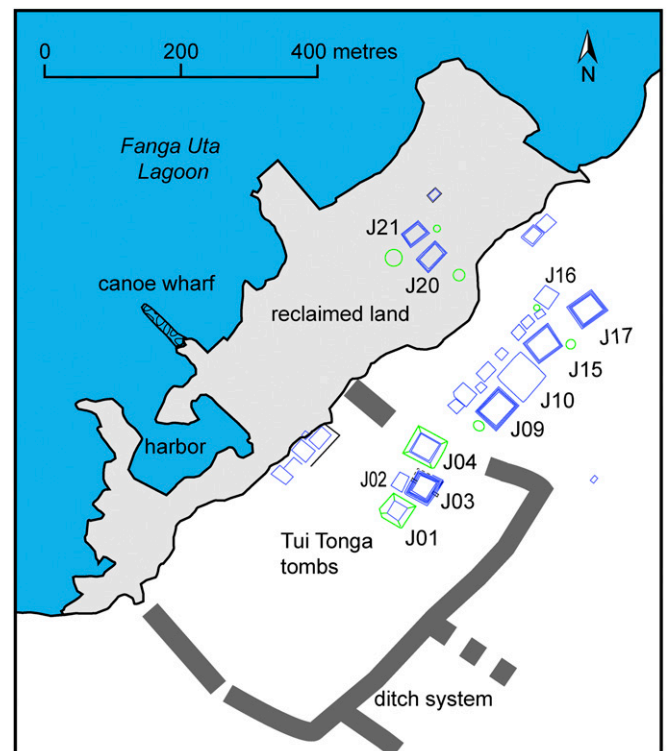 0 200 400 metres
N
Fanga Uta
Lagoon
J21
J20
canoe wharf
reclaimed land
J16
J17
J15
J10
J09
harbor
J04
J02
J03
J01
Tui Tonga
tombs
ditch system